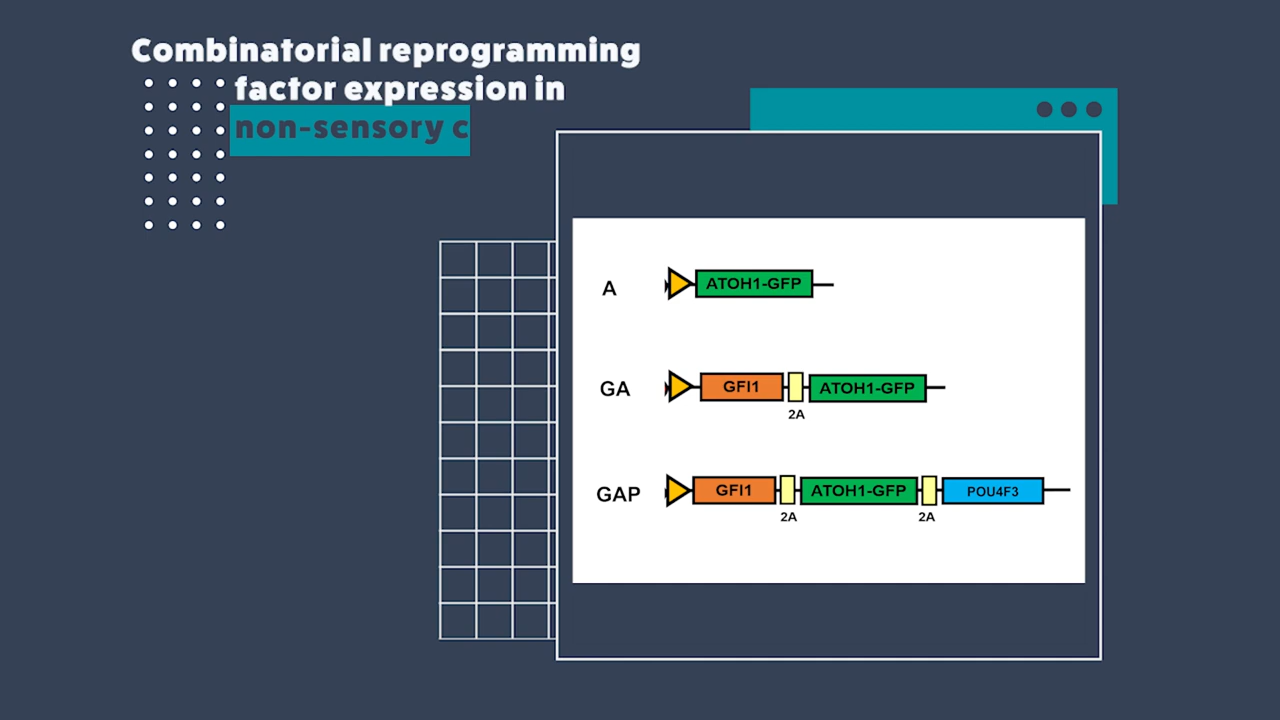 Combinatorial reprogramming
factor expression in
non-sensory c
A
ATOH1-GFP
GA
GFI1
ATOH1-GFP
2A
GAP
GFI1
ATOH1-GFP
POU4F3
2A
2A